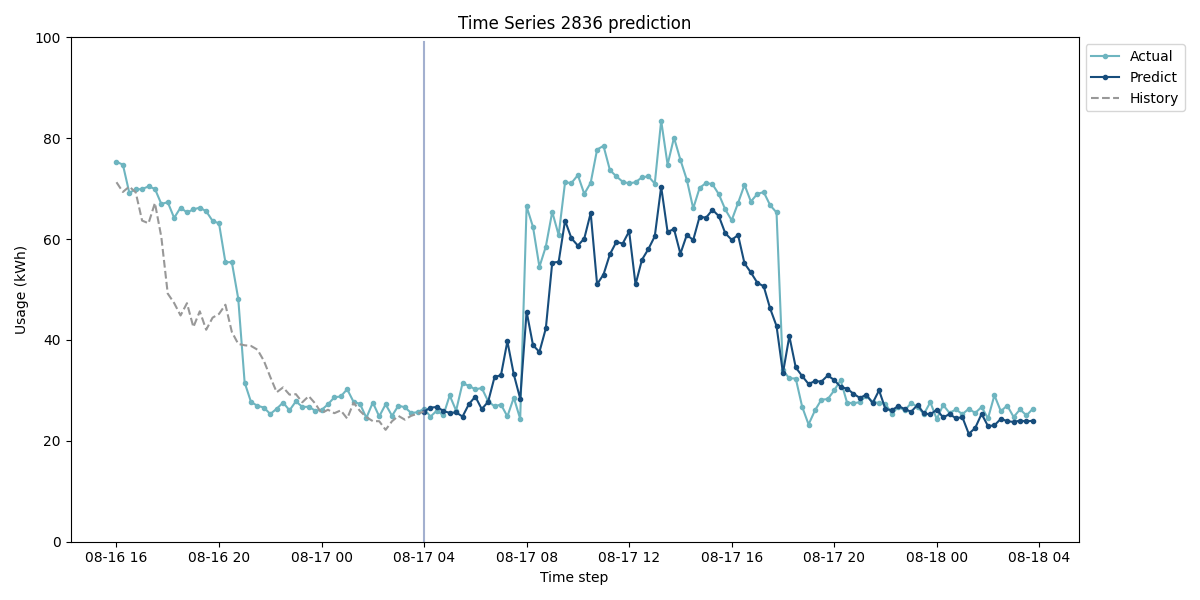 Time Series 2836 prediction
100
80
60
40
20
0
Usage (kWh)
08-16 16
08-16 20
08-17 00
08-17 04
08-17 08
08-17 12
08-17 16
08-17 20
08-18 00
08-18 04
Time step
Actual
Predict
History